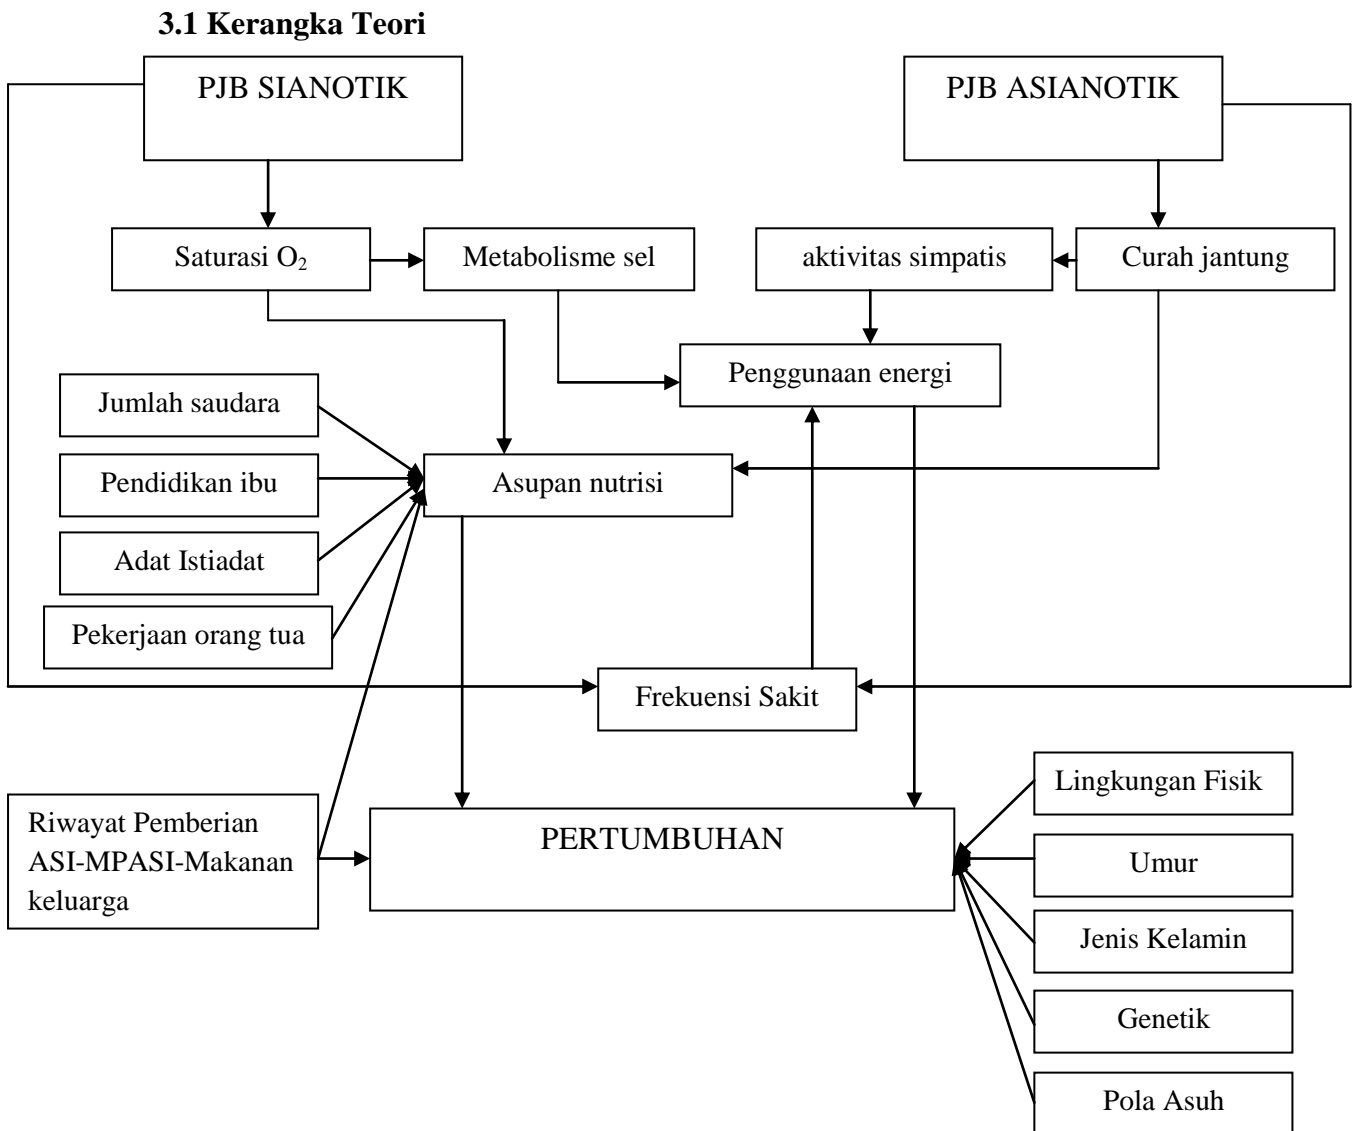 3.1 Kerangka Teori
PJB SIANOTIK
PJB ASIANOTIK
Saturasi O₂
Metabolisme sel
aktivitas simpatis
Curah jantung
Penggunaan energi
Jumlah saudara
Pendidikan ibu
Asupan nutrisi
Adat Istiadat
Pekerjaan orang tua
Frekuensi Sakit
Riwayat Pemberian
ASI-MPASI-Makanan
keluarga
PERTUMBUHAN
Lingkungan Fisik
Umur
Jenis Kelamin
Genetik
Pola Asuh